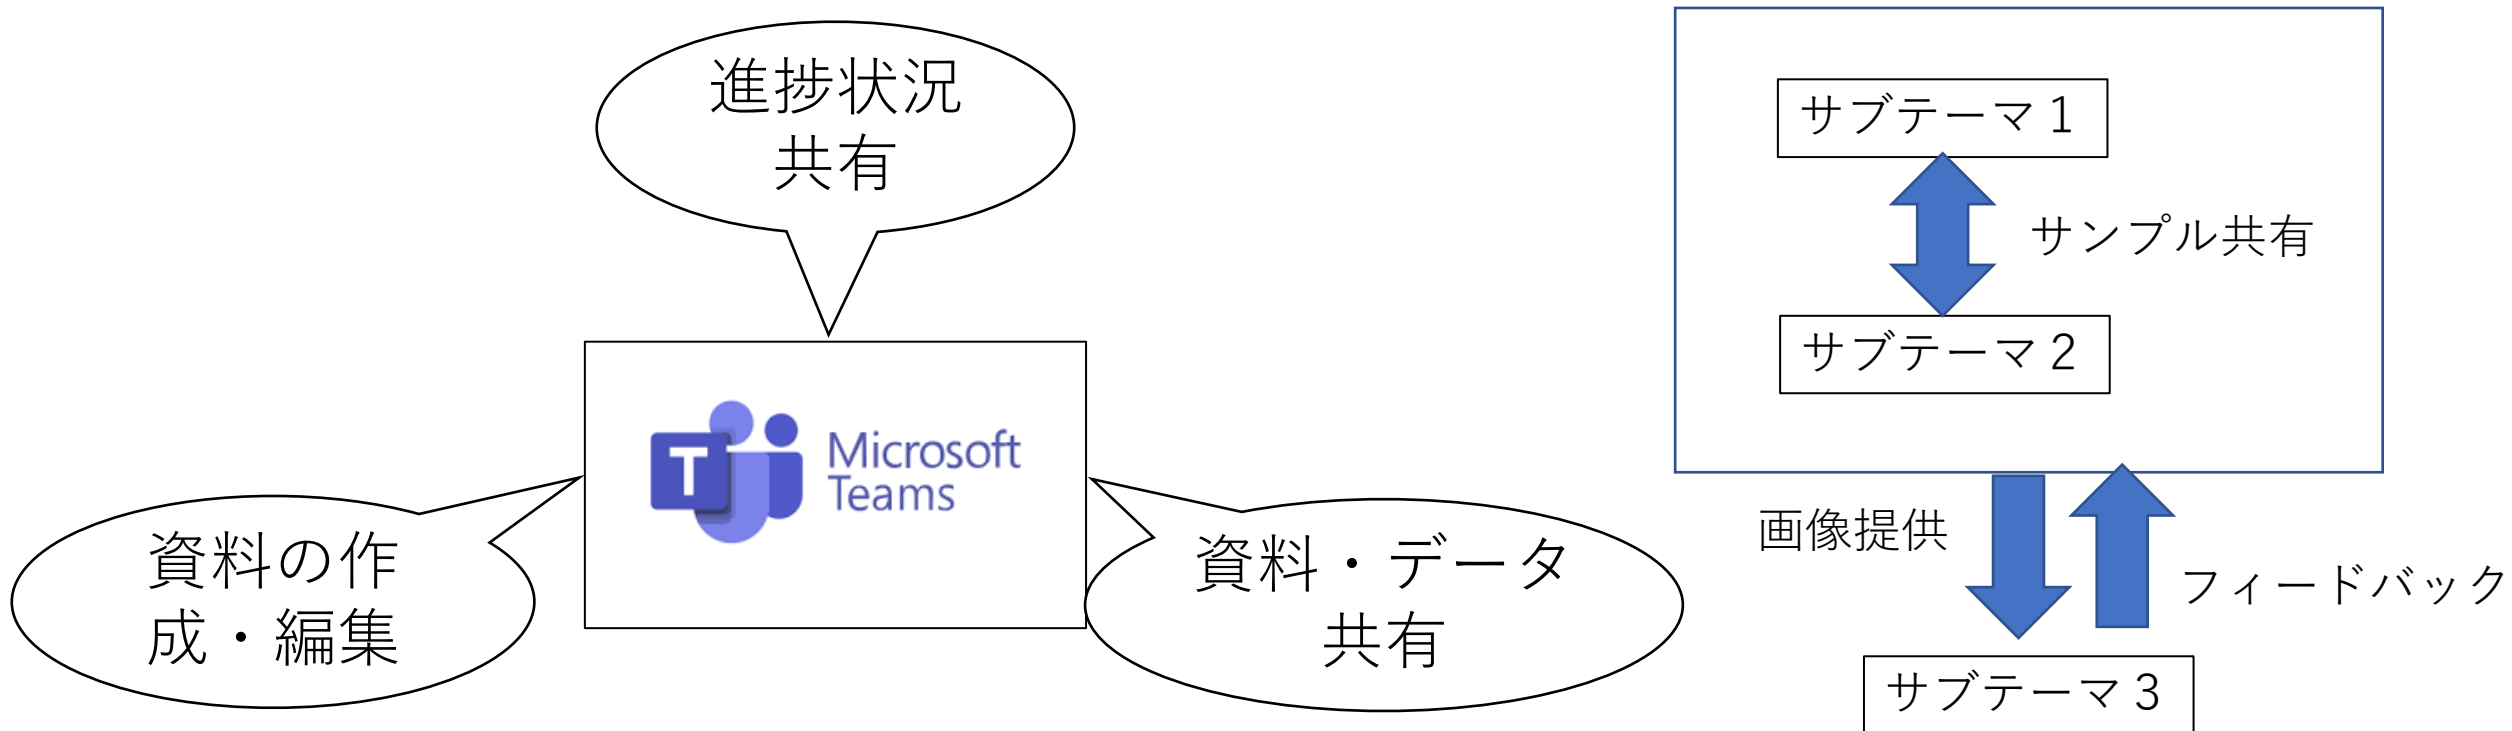 進捗状況
共有
Microsoft
Teams
資料の作
成・編集
資料・データ
共有
サブテーマ１
サンプル共有
サブテーマ２
画像提供
フィードバック
サブテーマ３